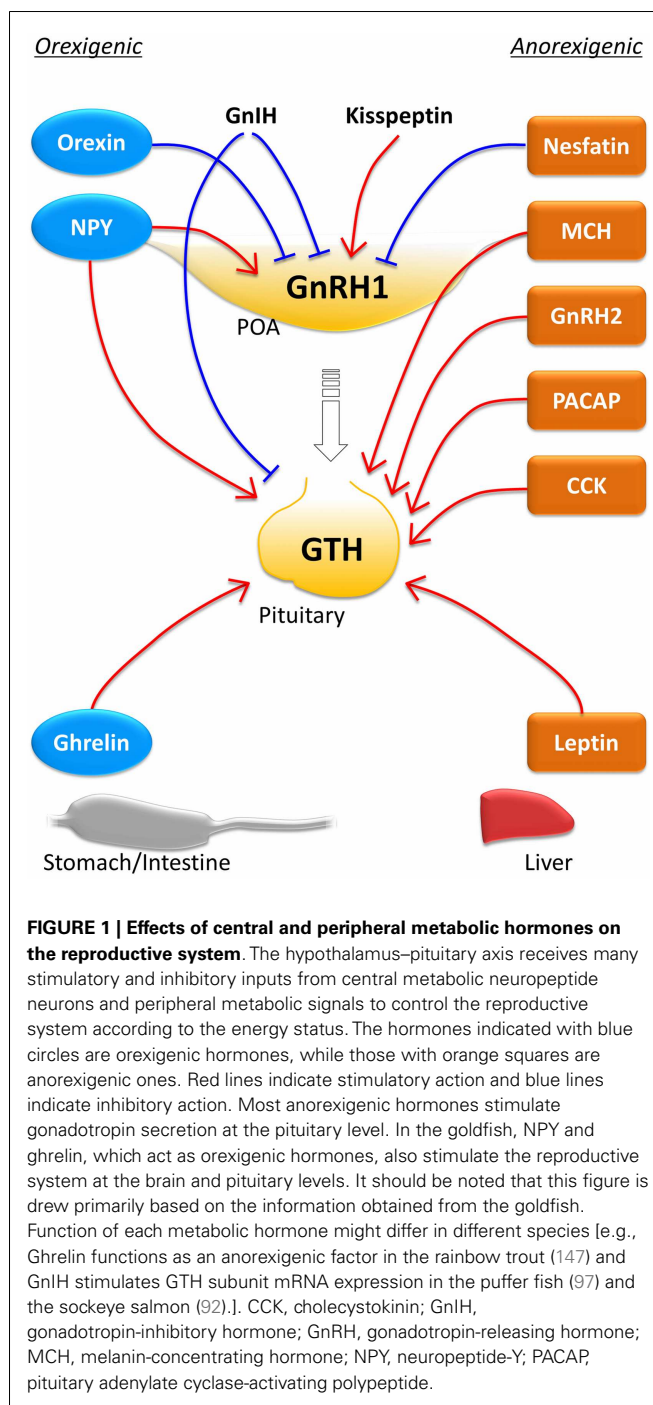 Orexigenic
Anorexigenic
GnIH
Kisspeptin
Orexin
Nesfatin
NPY
MCH
GnRH1
POA
GnRH2
PACAP
CCK
GTH
Pituitary
Ghrelin
Leptin
Stomach/Intestine
Liver
FIGURE 1 | Effects of central and peripheral metabolic hormones on
the reproductive system. The hypothalamus–pituitary axis receives many
stimulatory and inhibitory inputs from central metabolic neuropeptide
neurons and peripheral metabolic signals to control the reproductive
system according to the energy status. The hormones indicated with blue
circles are orexigenic hormones, while those with orange squares are
anorexigenic ones. Red lines indicate stimulatory action and blue lines
indicate inhibitory action. Most anorexigenic hormones stimulate
gonadotropin secretion at the pituitary level. In the goldfish, NPY and
ghrelin, which act as orexigenic hormones, also stimulate the reproductive
system at the brain and pituitary levels. It should be noted that this figure is
drew primarily based on the information obtained from the goldfish.
Function of each metabolic hormone might differ in different species [e.g.,
Ghrelin functions as an anorexigenic factor in the rainbow trout (147) and
GnIH stimulates GTH subunit mRNA expression in the puffer fish (97) and
the sockeye salmon (92).]. CCK, cholecystokinin; GnIH,
gonadotropin-inhibitory hormone; GnRH, gonadotropin-releasing hormone;
MCH, melanin-concentrating hormone; NPY, neuropeptide-Y; PACAP,
pituitary adenylate cyclase-activating polypeptide.